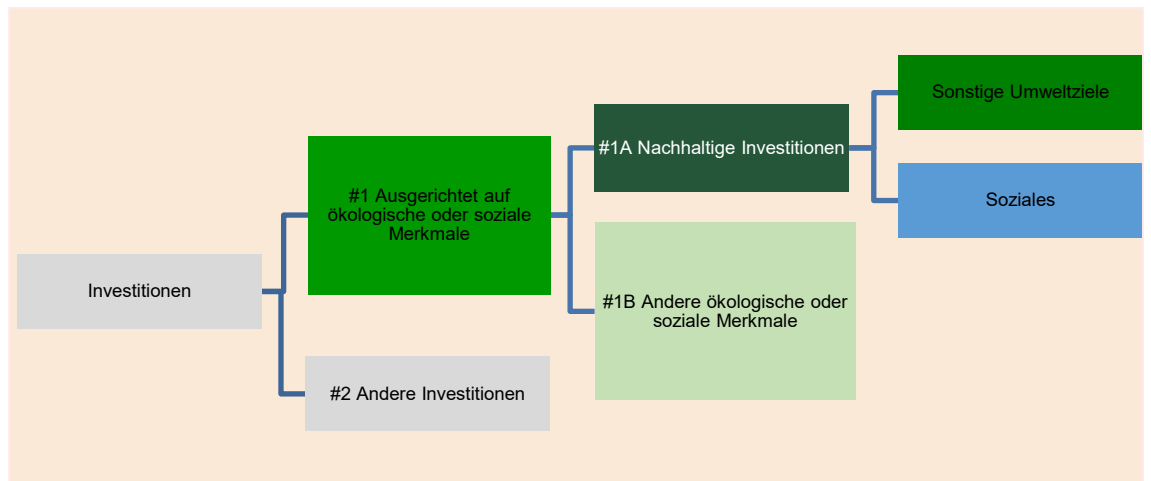 Investitionen
#1 Ausgerichtet auf
ökologische oder soziale
Merkmale
#2 Andere Investitionen
#1A Nachhaltige Investitionen
#1B Andere ökologische oder
soziale Merkmale
Sonstige Umweltziele
Soziales